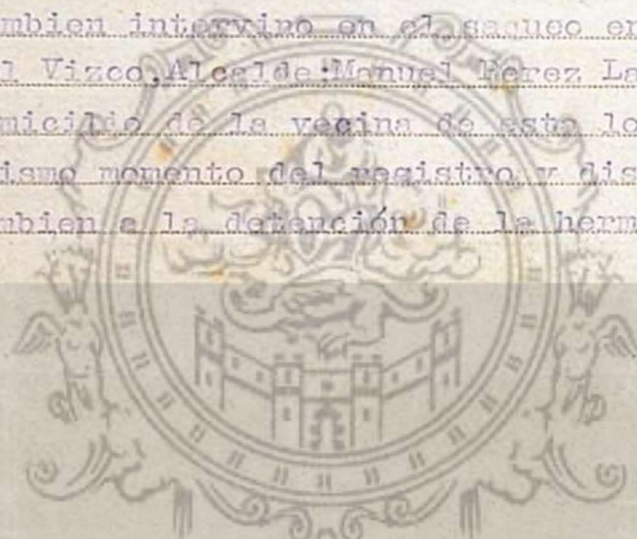 mbien intervino en el saqueo en
l Vizco,Alcalde;Manuel Perez La
micilio de la vecina de esta lo
ismo momento del registro y dis
mbien a la detención de la herm